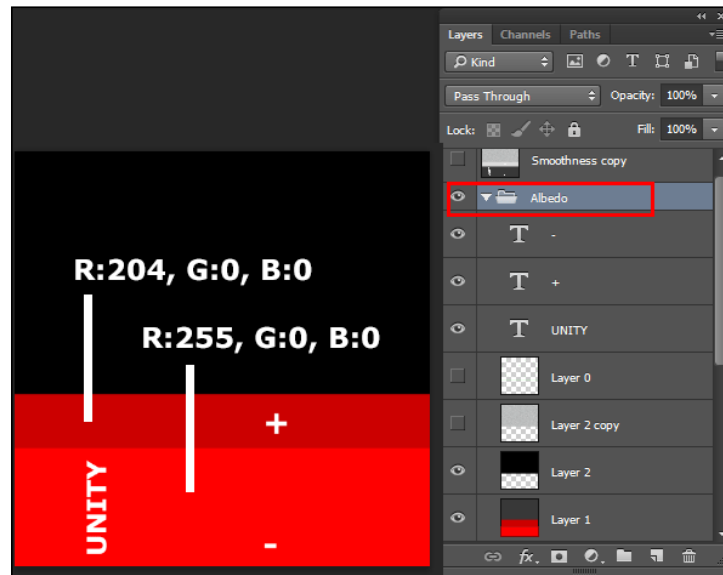 R:204, G:0, B:0
R:255, G:0, B:0
+
UNITY
-
Layers Channels Paths
Kind
Pass Through Opacity: 100%
Lock: Fill: 100%
Smoothness copy
Albedo
T -
T +
T UNITY
Layer 0
Layer 2 copy
Layer 2
Layer 1
fx.